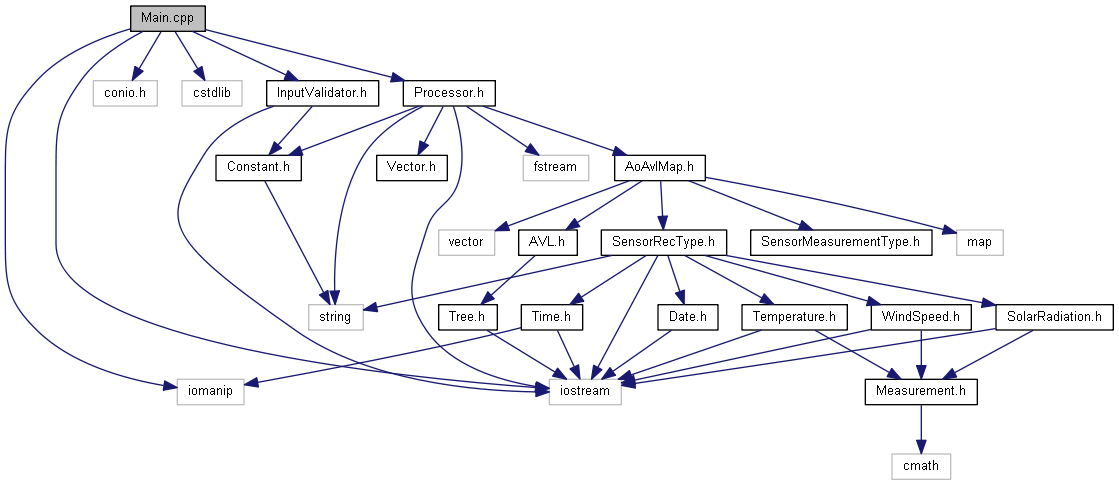 Main.cpp
conio.h
cstdlib
InputValidator.h
Processor.h
Constant.h
Vector.h
fstream
AoAvlMap.h
vector
AVL.h
SensorRecType.h
SensorMeasurementType.h
map
string
Tree.h
Time.h
Date.h
Temperature.h
WindSpeed.h
SolarRadiation.h
iomanip
iostream
Measurement.h
cmath